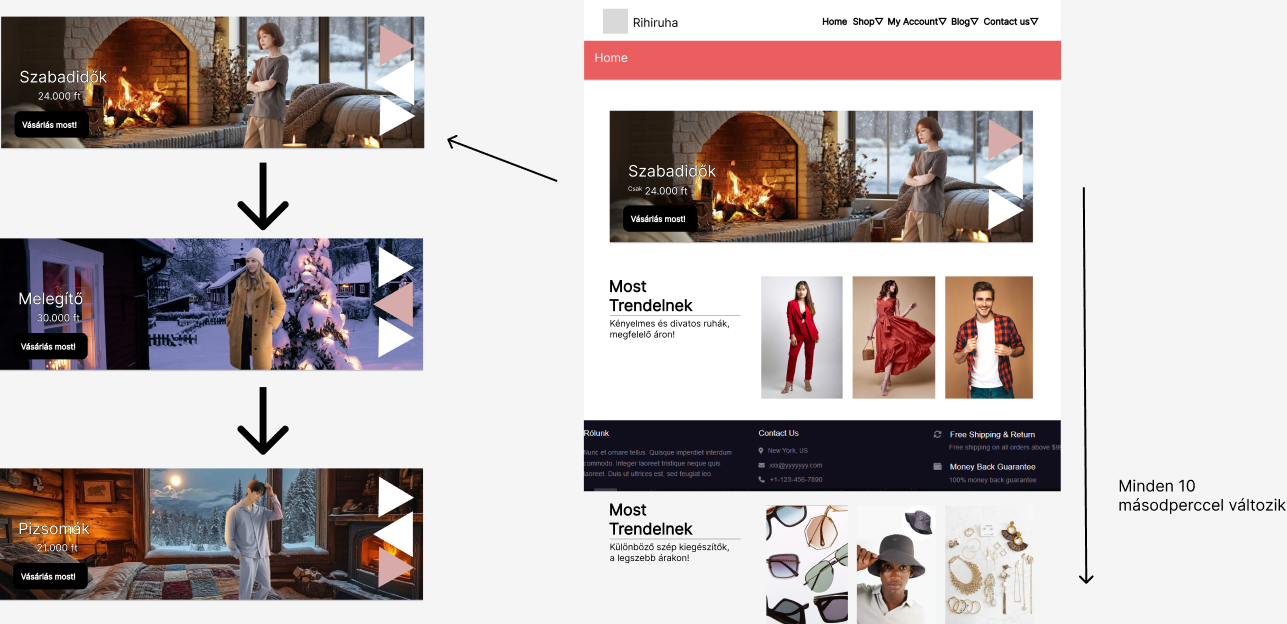 Szabadidők
24.000 ft
Vásárlás most!
Melegítő
30.000 ft
Vásárlás most!
Pizsomák
21.000 ft
Vásárlás most!
Rihiruha
Home Shop▽ My Account▽ Blog▽ Contact us▽
Home
Szabadidők
Csak 24.000 ft
Vásárlás most!
Most
Trendelnek
Kényelmes és divatos ruhák,
megfelelő áron!
Rólunk
Nunc et ornare tellus. Quisque imperdiet interdum
commodo. Integer laoreet tristique neque quis
laoreet. Duis ut ultrices est, sed feugiat leo.
Contact Us
New York, US
xxx@yyyyyyy.com
+1-123-456-7890
Free Shipping & Return
Free shipping on all orders above $9
Money Back Guarantee
100% money back guarantee
Most
Trendelnek
Különböző szép kiegészítők,
a legszebb árakon!
Minden 10
másodperccel változik